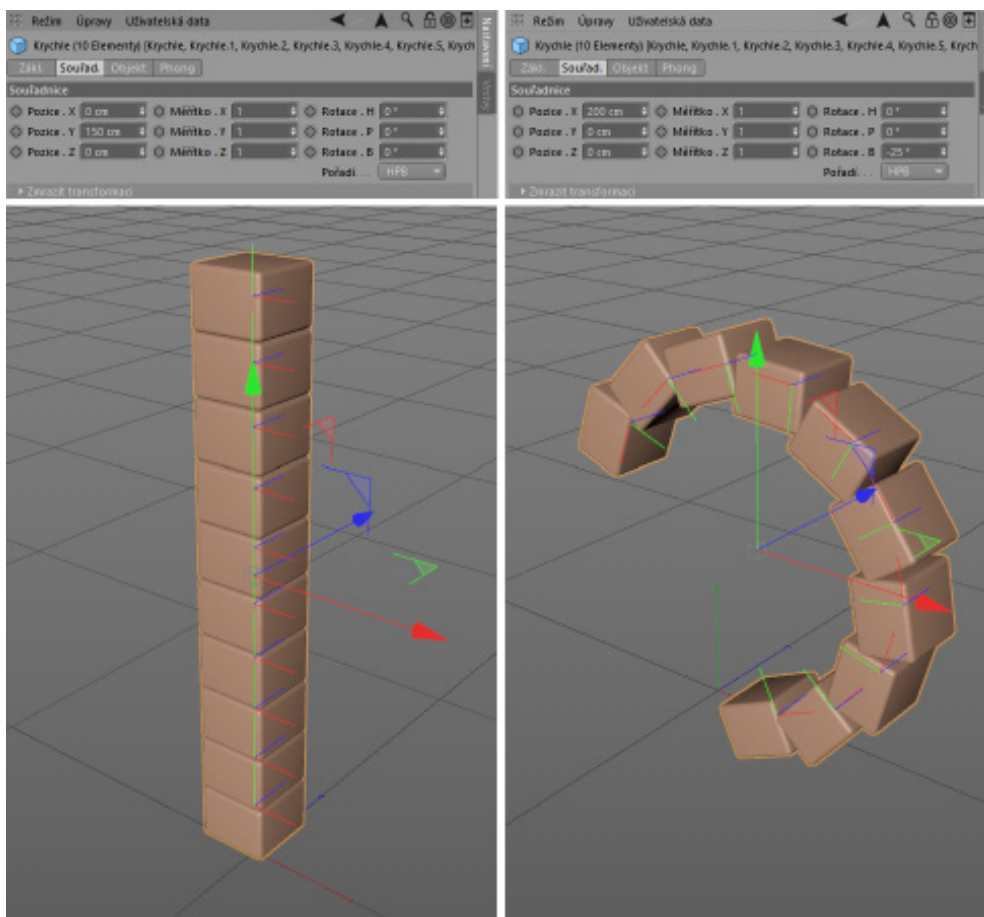 Režim Úpravy Uživatelská data
Krychle (10 Elementy) [Krychle, Krychle.1, Krychle.2, Krychle.3, Krychle.4, Krychle.5, Krych
Zákl. Souřad. Objekt Phong
Souřadnice
Pozice . X 0 cm Měřítko . X 1 Rotace . H 0 °
Pozice . Y 150 cm Měřítko . Y 1 Rotace . P 0 °
Pozice . Z 0 cm Měřítko . Z 1 Rotace . B 0 °
Pořadí . . . HPB
Zmrazit transformaci
Nastavení
Vrstvy
Režim Úpravy Uživatelská data
Krychle (10 Elementy) [Krychle, Krychle.1, Krychle.2, Krychle.3, Krychle.4, Krychle.5, Krych
Zákl. Souřad. Objekt Phong
Souřadnice
Pozice . X 200 cm Měřítko . X 1 Rotace . H 0 °
Pozice . Y 0 cm Měřítko . Y 1 Rotace . P 0 °
Pozice . Z 0 cm Měřítko . Z 1 Rotace . B -25 °
Pořadí . . . HPB
Zmrazit transformaci